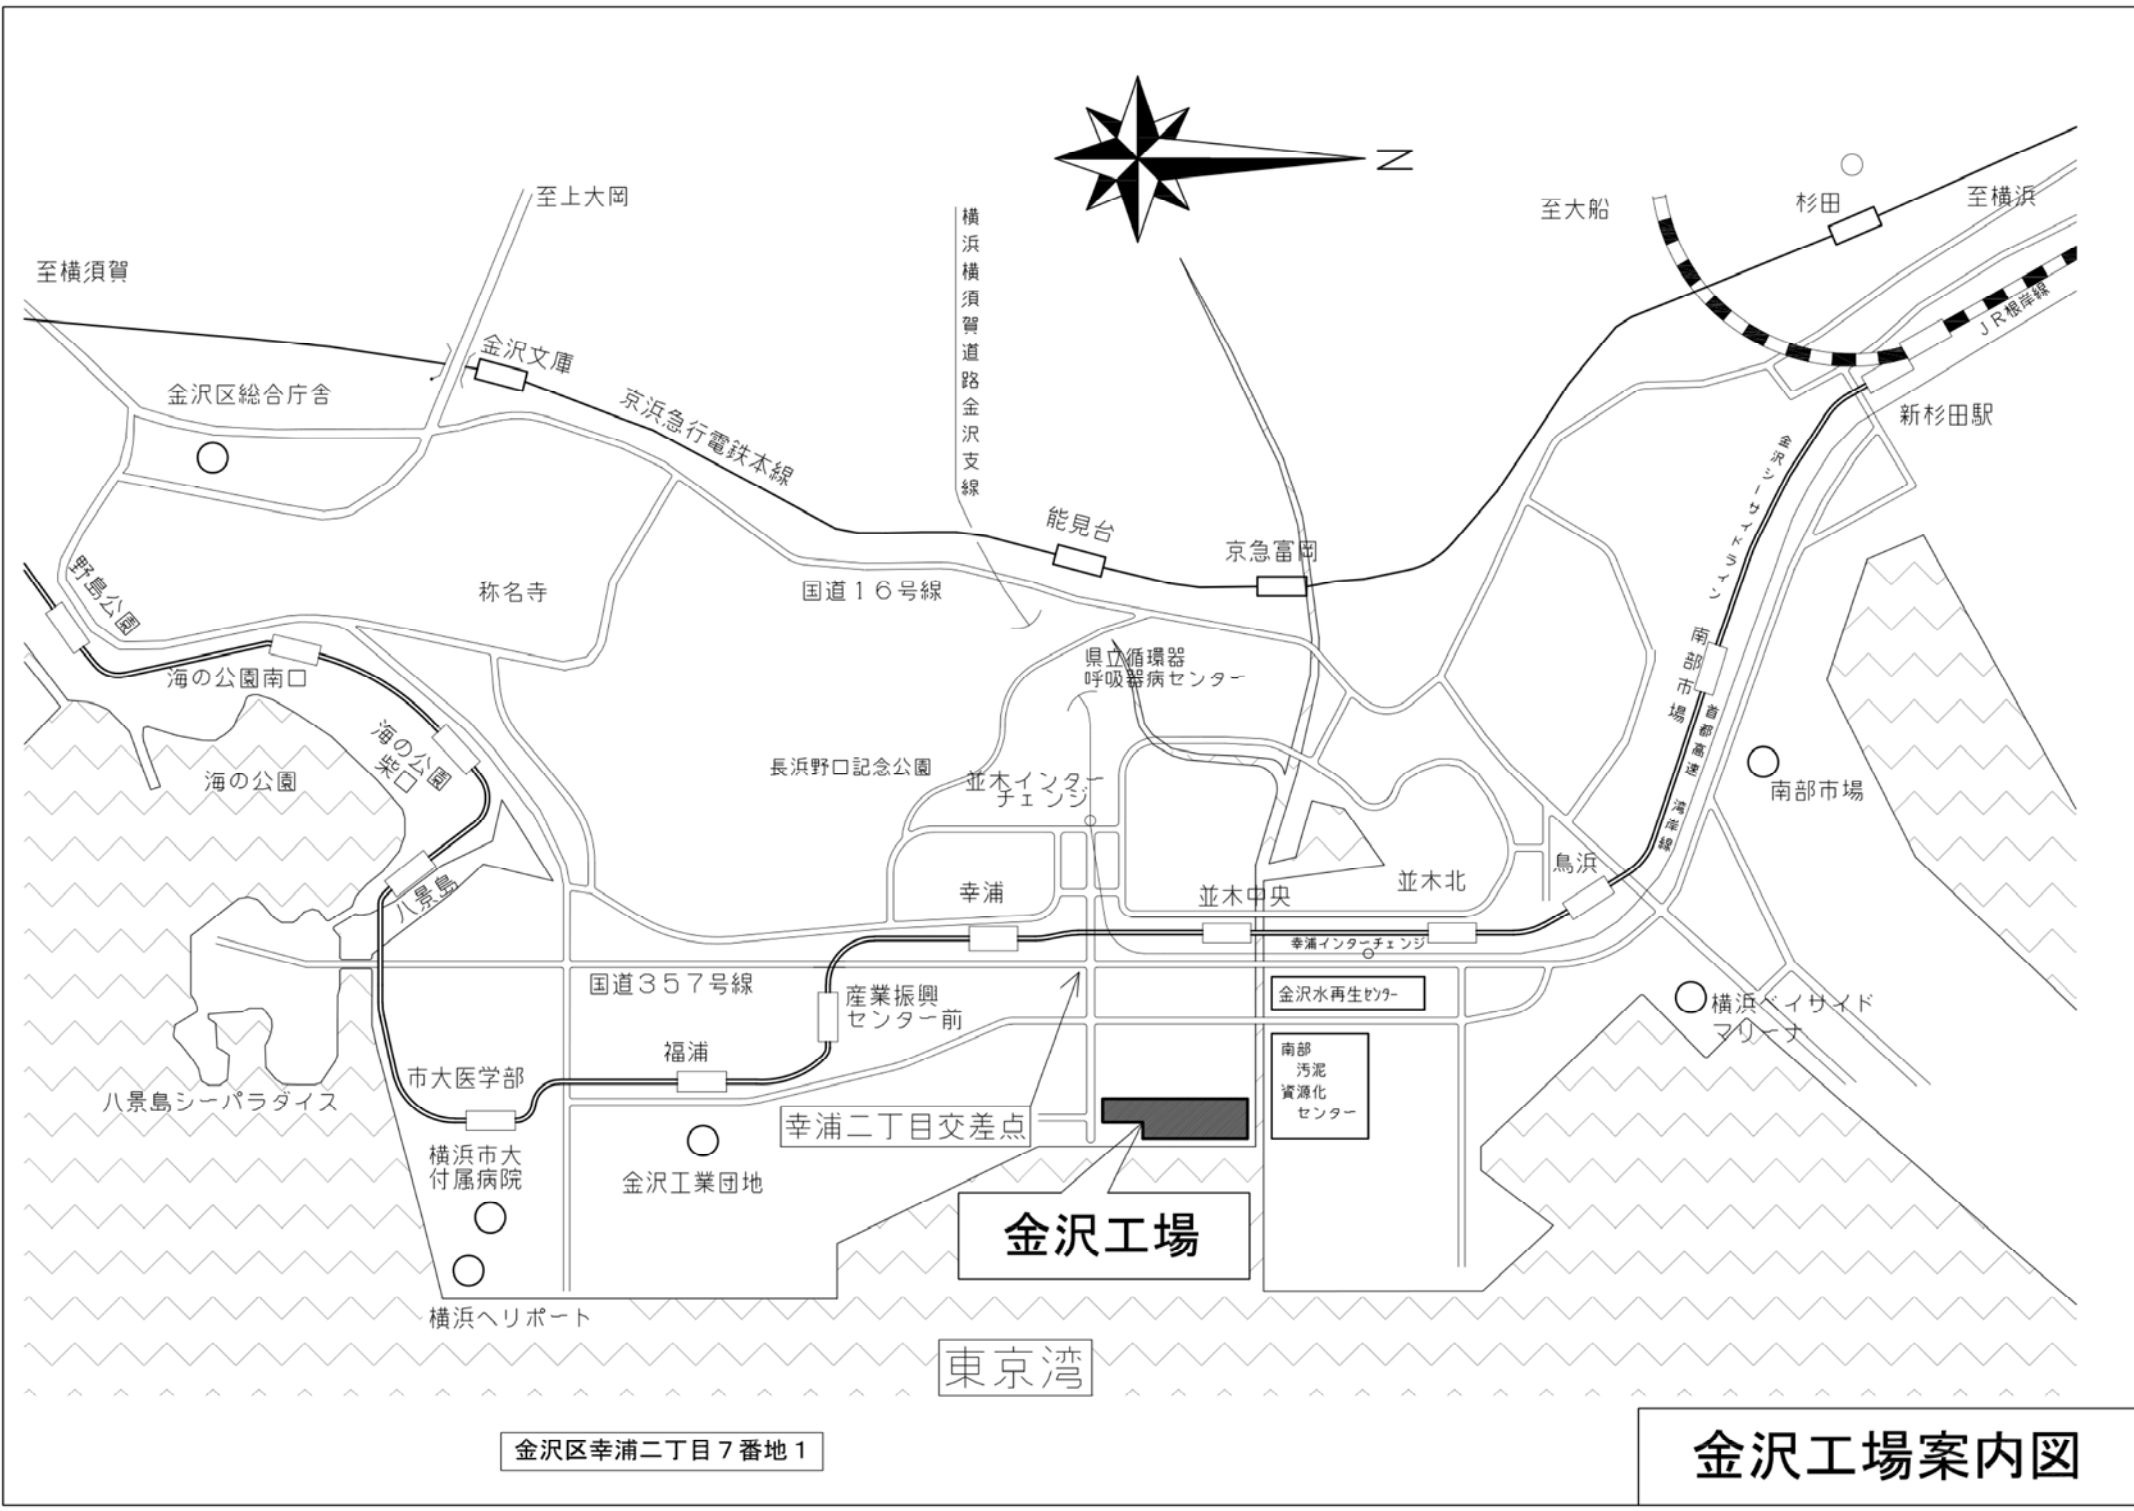 N
至上大岡
至大船
杉田
至横浜
横浜横須賀道路金沢支線
至横須賀
JR根岸線
金沢文庫
金沢区総合庁舎
京浜急行電鉄本線
新杉田駅
金沢シーサイドライン
能見台
京急富岡
国道16号線
野島公園
称名寺
南部市場
県立循環器
呼吸器病センター
海の公園南口
首都高速 湾岸線
海の公園
柴口
海の公園
長浜野口記念公園
並木インター
チェンジ
南部市場
鳥浜
八景島
幸浦
並木中央
並木北
幸浦インターチェンジ
国道357号線
産業振興
センター前
金沢水再生センター
横浜ベイサイド
マリーナ
福浦
南部
汚泥
資源化
センター
市大医学部
八景島シーパラダイス
幸浦二丁目交差点
横浜市大
付属病院
金沢工業団地
金沢工場
横浜ヘリポート
東京湾
金沢区幸浦二丁目7番地1
金沢工場案内図